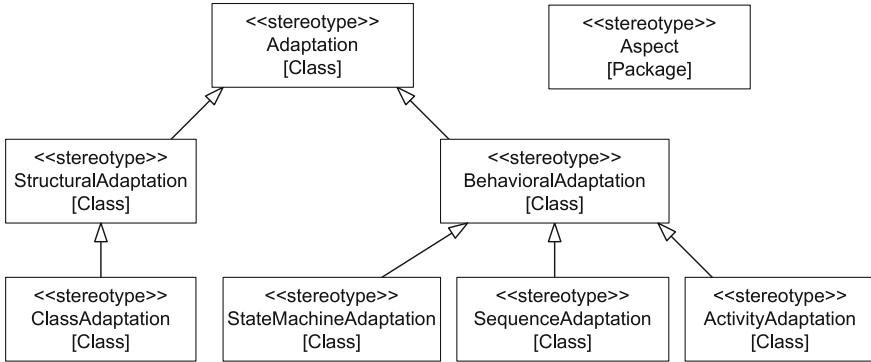 <<stereotype>>
Adaptation
[Class]
<<stereotype>>
Aspect
[Package]
<<stereotype>>
StructuralAdaptation
[Class]
<<stereotype>>
BehavioralAdaptation
[Class]
<<stereotype>>
ClassAdaptation
[Class]
<<stereotype>>
StateMachineAdaptation
[Class]
<<stereotype>>
SequenceAdaptation
[Class]
<<stereotype>>
ActivityAdaptation
[Class]